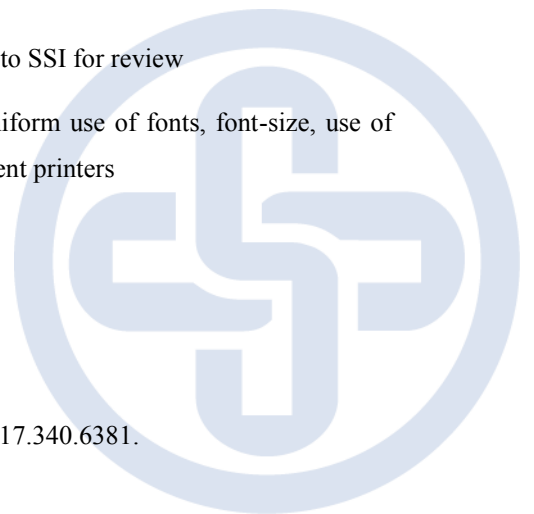 to SSI for review
iform use of fonts, font-size, use of
ent printers
17.340.6381.